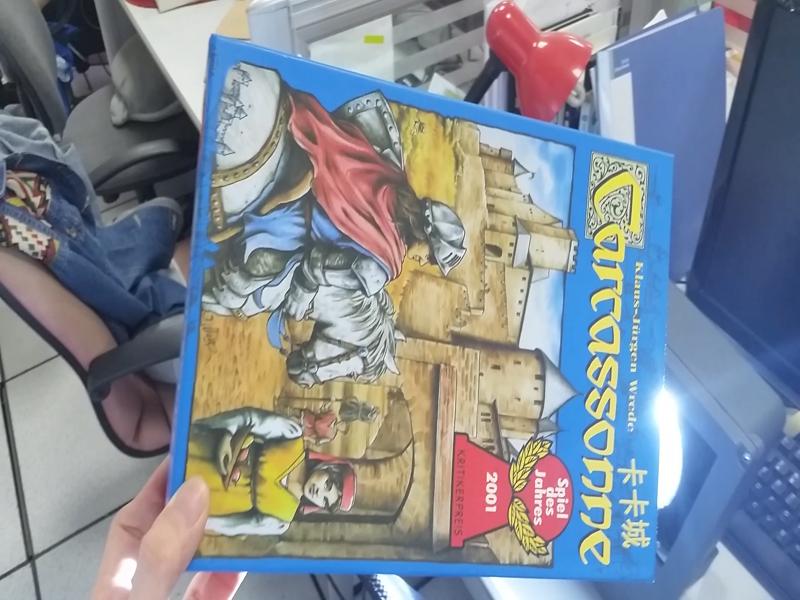 Klaus-Jürgen Wrede
卡卡城
Carcassonne
Spiel
des
Jahres
2001
KRITIKERPREIS